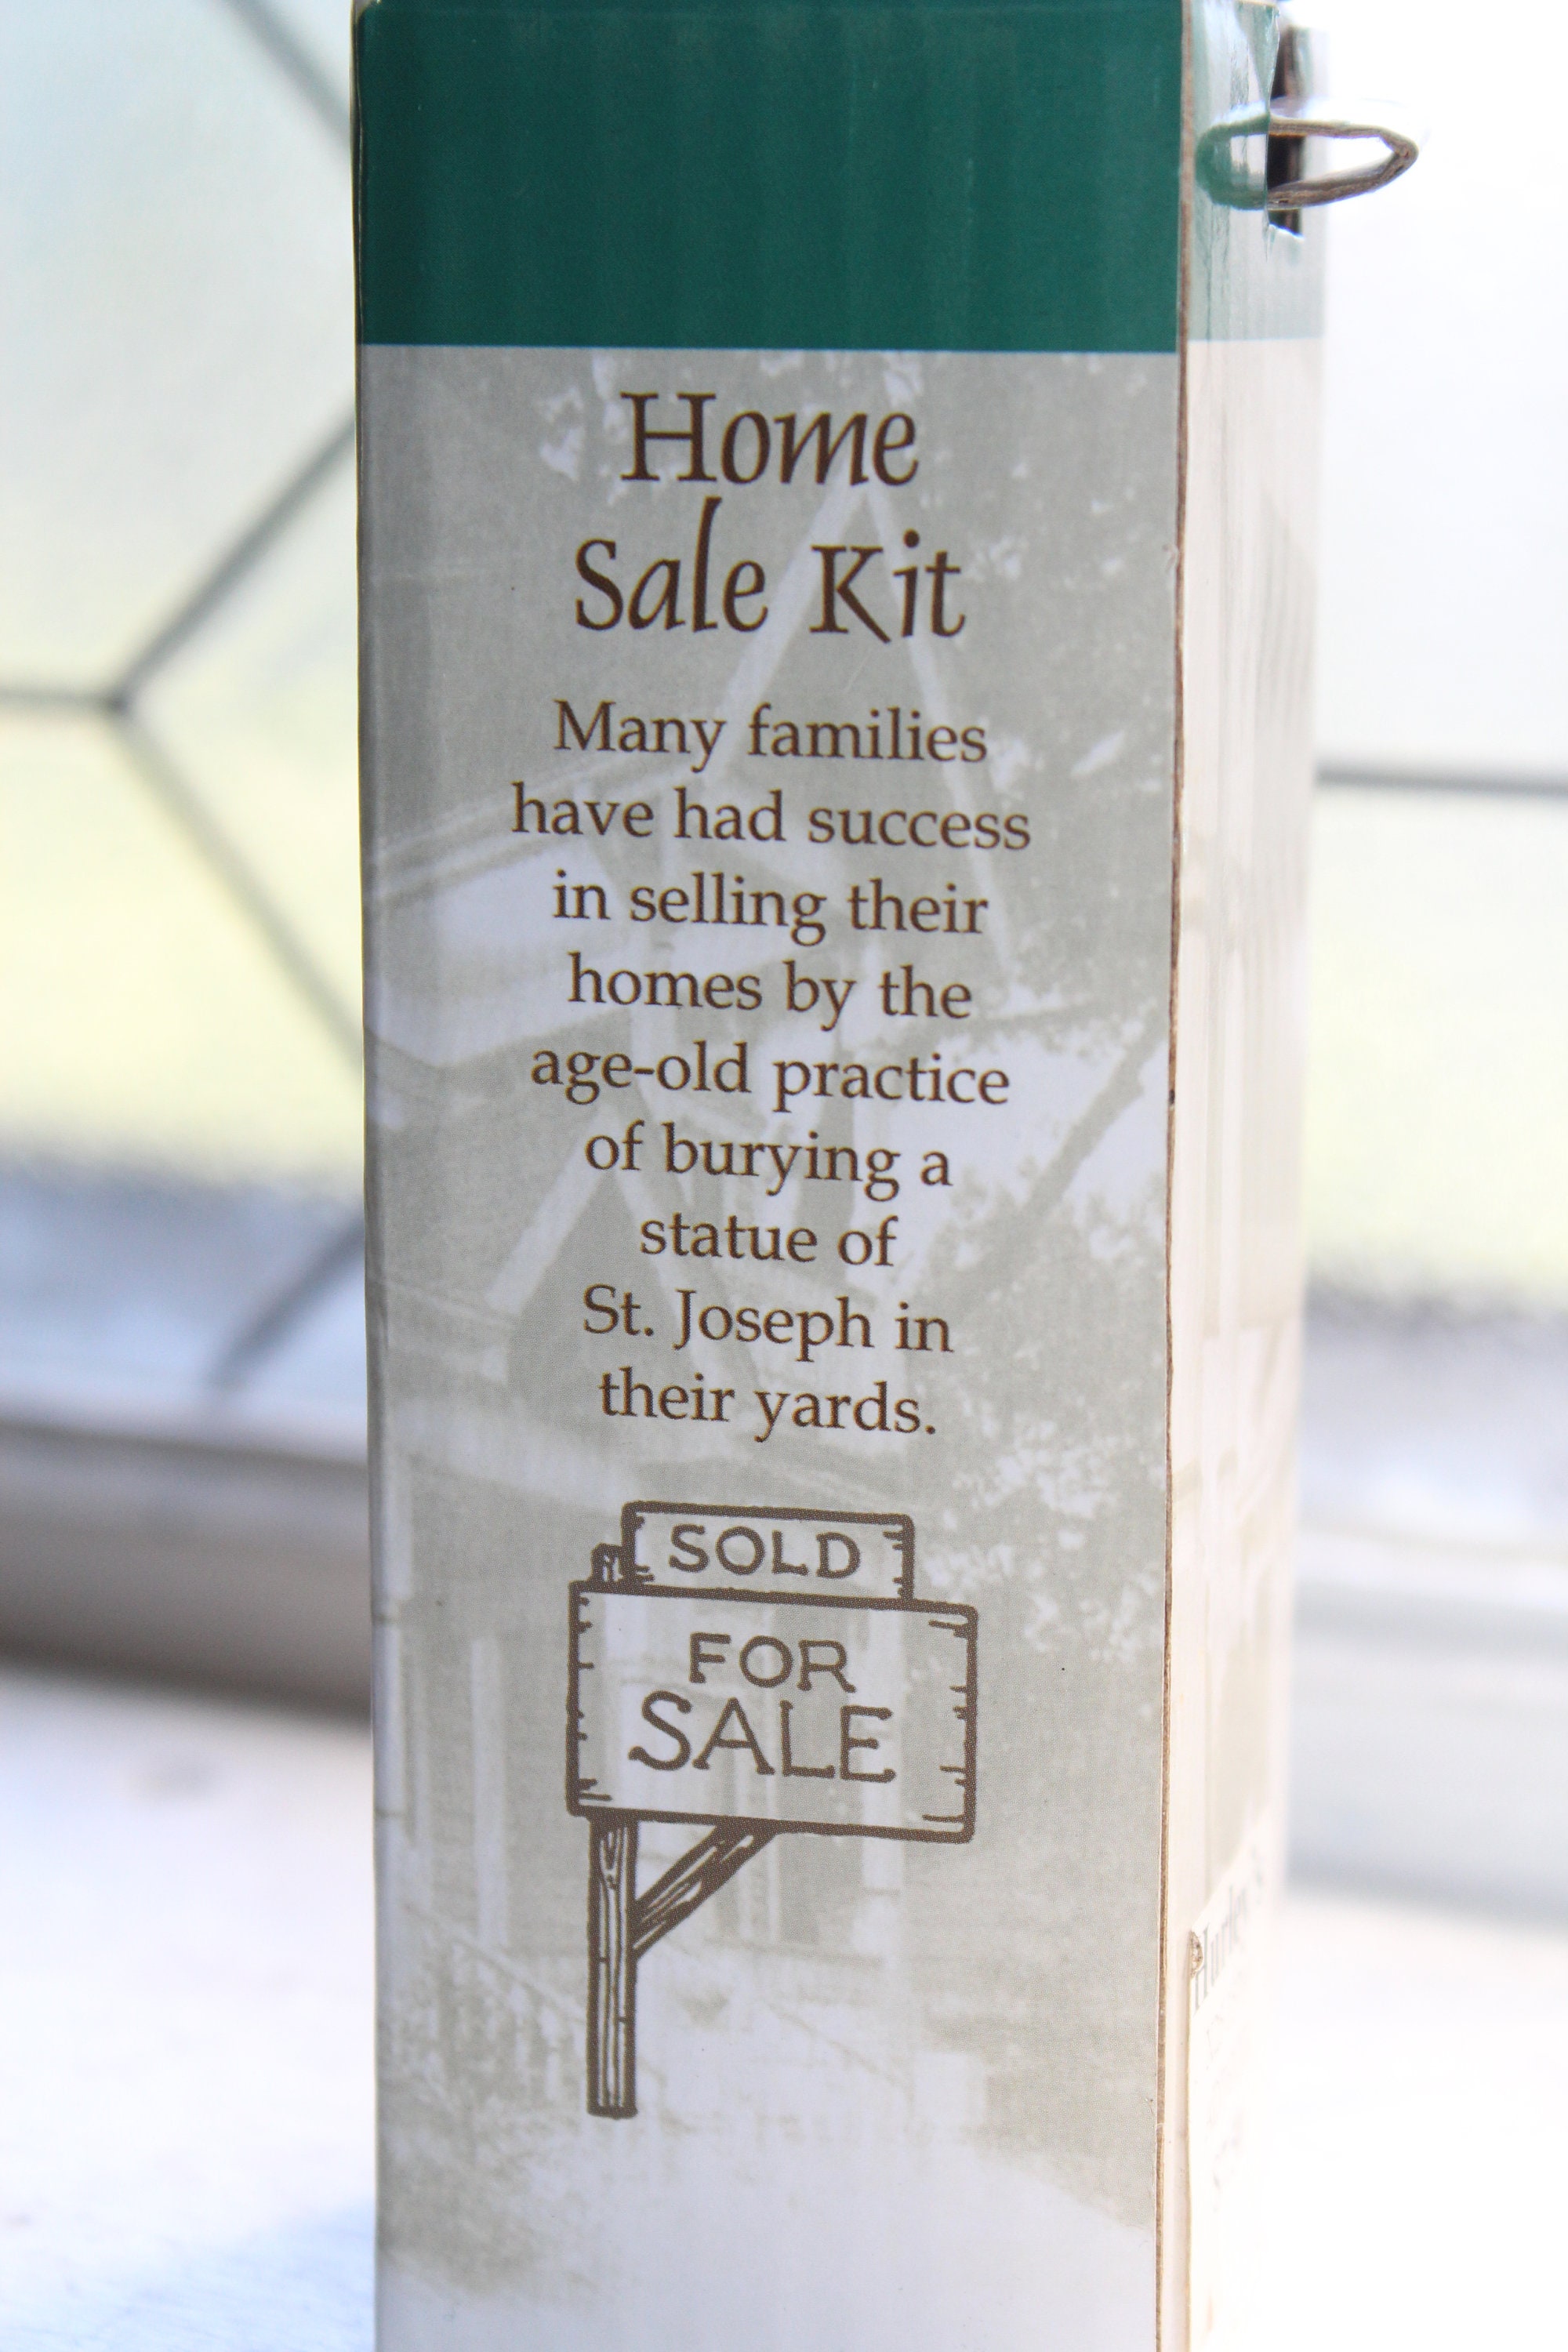 Home
Sale Kit
Many families
have had success
in selling their
homes by the
age-old practice
of burying a
statue of
St. Joseph in
their yards.
SOLD
FOR
SALE